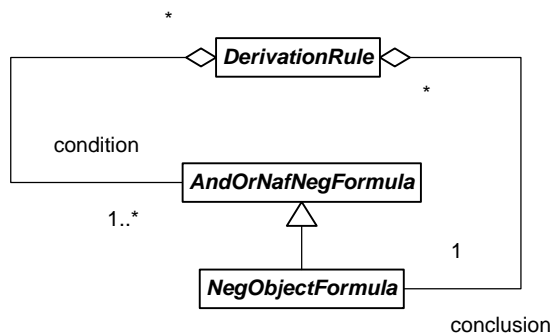 *
DerivationRule
*
condition
AndOrNafNegFormula
1..*
1
NegObjectFormula
conclusion